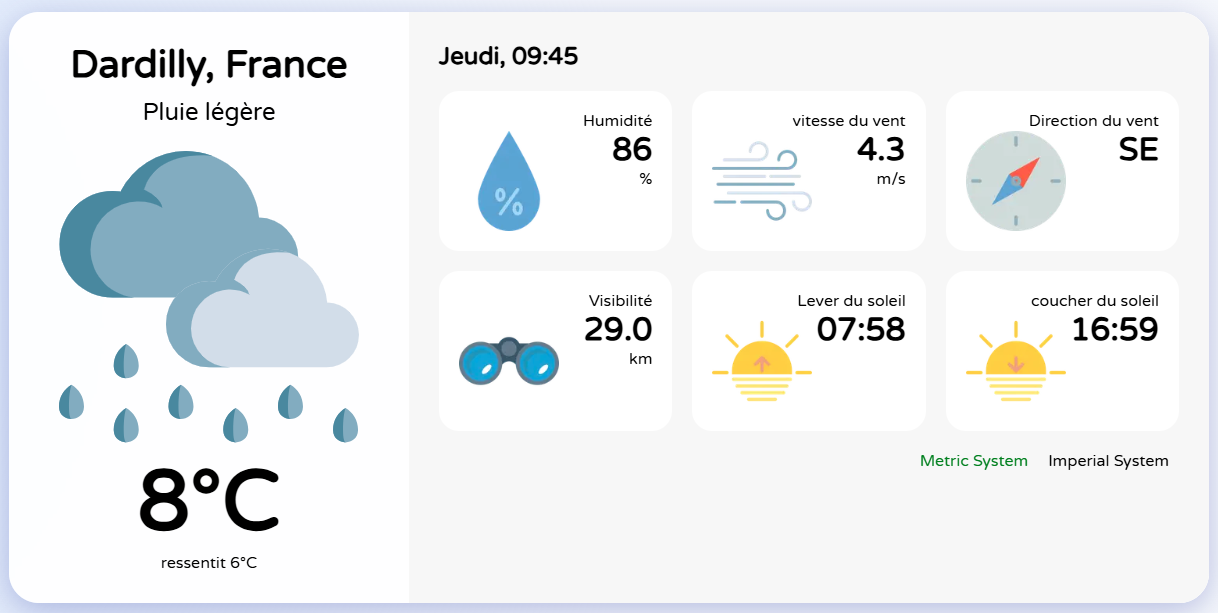 Dardilly, France
Pluie légère
8°C
ressentit 6°C
Jeudi, 09:45
Humidité
86
%
%
vitesse du vent
4.3
m/s
Direction du vent
SE
Visibilité
29.0
km
Lever du soleil
07:58
coucher du soleil
16:59
Metric System Imperial System